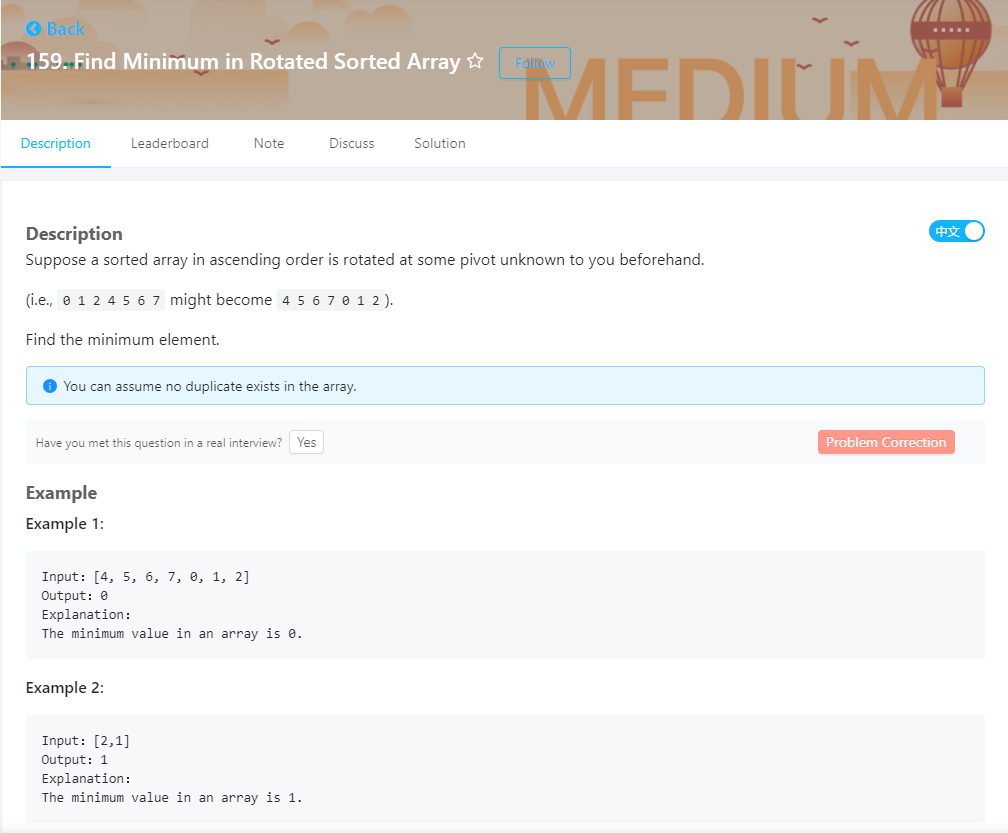 Back
159. Find Minimum in Rotated Sorted Array
Follow
MEDIUM
Description
Leaderboard
Note
Discuss
Solution
Description
中文
Suppose a sorted array in ascending order is rotated at some pivot unknown to you beforehand.
(i.e., 0 1 2 4 5 6 7 might become 4 5 6 7 0 1 2).
Find the minimum element.
You can assume no duplicate exists in the array.
Have you met this question in a real interview? Yes
Problem Correction
Example
Example 1:
Input: [4, 5, 6, 7, 0, 1, 2]
Output: 0
Explanation:
The minimum value in an array is 0.
Example 2:
Input: [2,1]
Output: 1
Explanation:
The minimum value in an array is 1.